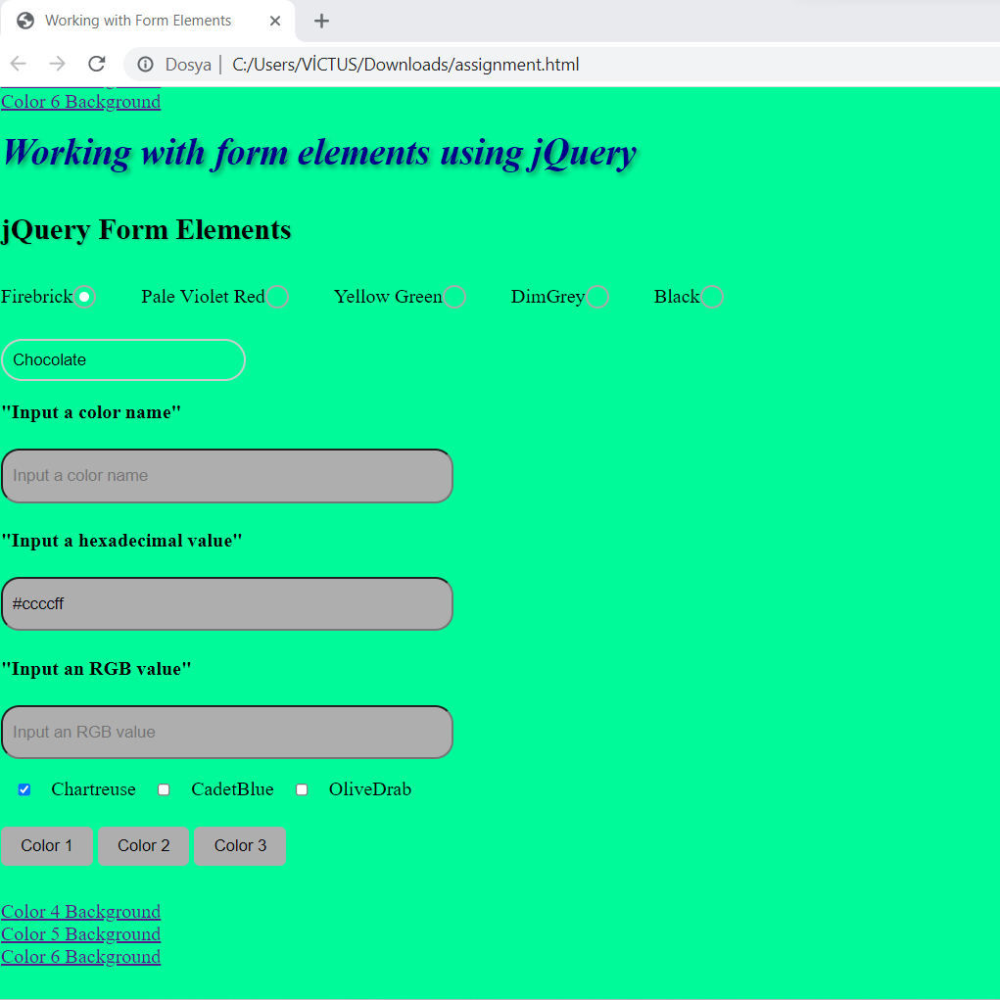 Working with Form Elements
Dosya | C:/Users/VİCTUS/Downloads/assignment.html
Color 6 Background
Working with form elements using jQuery
jQuery Form Elements
Firebrick Pale Violet Red Yellow Green DimGrey Black
Chocolate
"Input a color name"
Input a color name
"Input a hexadecimal value"
#ccccff
"Input an RGB value"
Input an RGB value
Chartreuse CadetBlue OliveDrab
Color 1 Color 2 Color 3
Color 4 Background
Color 5 Background
Color 6 Background